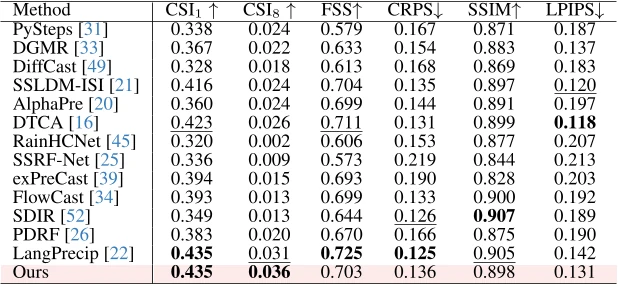 Method CSI1 ↑ CSI8 ↑ FSS↑ CRPS↓ SSIM↑ LPIPS↓
PySteps [31] 0.338 0.024 0.579 0.167 0.871 0.187
DGMR [33] 0.367 0.022 0.633 0.154 0.883 0.137
DiffCast [49] 0.328 0.018 0.613 0.168 0.869 0.183
SSLDM-ISI [21] 0.416 0.024 0.704 0.135 0.897 0.120
AlphaPre [20] 0.360 0.024 0.699 0.144 0.891 0.197
DTCA [16] 0.423 0.026 0.711 0.131 0.899 0.118
RainHCNet [45] 0.320 0.002 0.606 0.153 0.877 0.207
SSRF-Net [25] 0.336 0.009 0.573 0.219 0.844 0.213
exPreCast [39] 0.394 0.015 0.693 0.190 0.828 0.203
FlowCast [34] 0.393 0.013 0.699 0.133 0.900 0.192
SDIR [52] 0.349 0.013 0.644 0.126 0.907 0.189
PDRF [26] 0.383 0.020 0.670 0.166 0.875 0.190
LangPrecip [22] 0.435 0.031 0.725 0.125 0.905 0.142
Ours 0.435 0.036 0.703 0.136 0.898 0.131